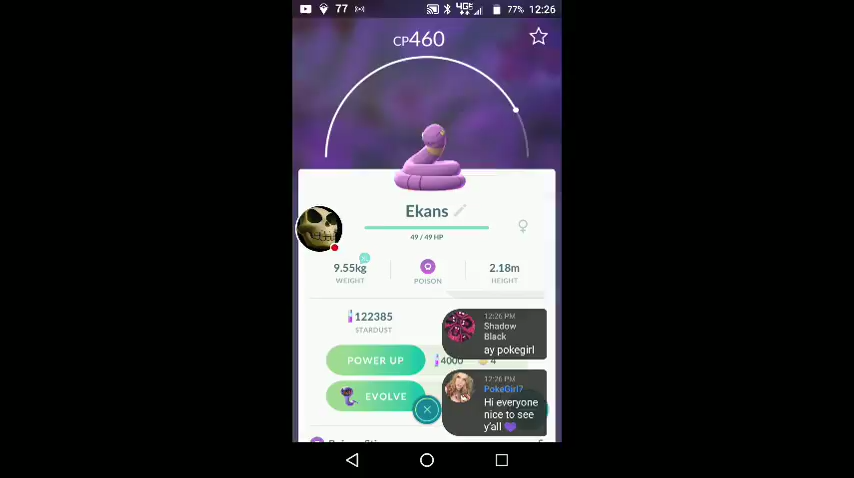 77 4G 77% 12:26
CP460
Ekans
49 / 49 HP
9.55kg
WEIGHT
POISON
2.18m
HEIGHT
122385
STARDUST
12:26 PM
Shadow
Black
ay pokegirl
POWER UP 4000 4
12:26 PM
PokeGirl7
Hi everyone
nice to see
y'all 💜
EVOLVE